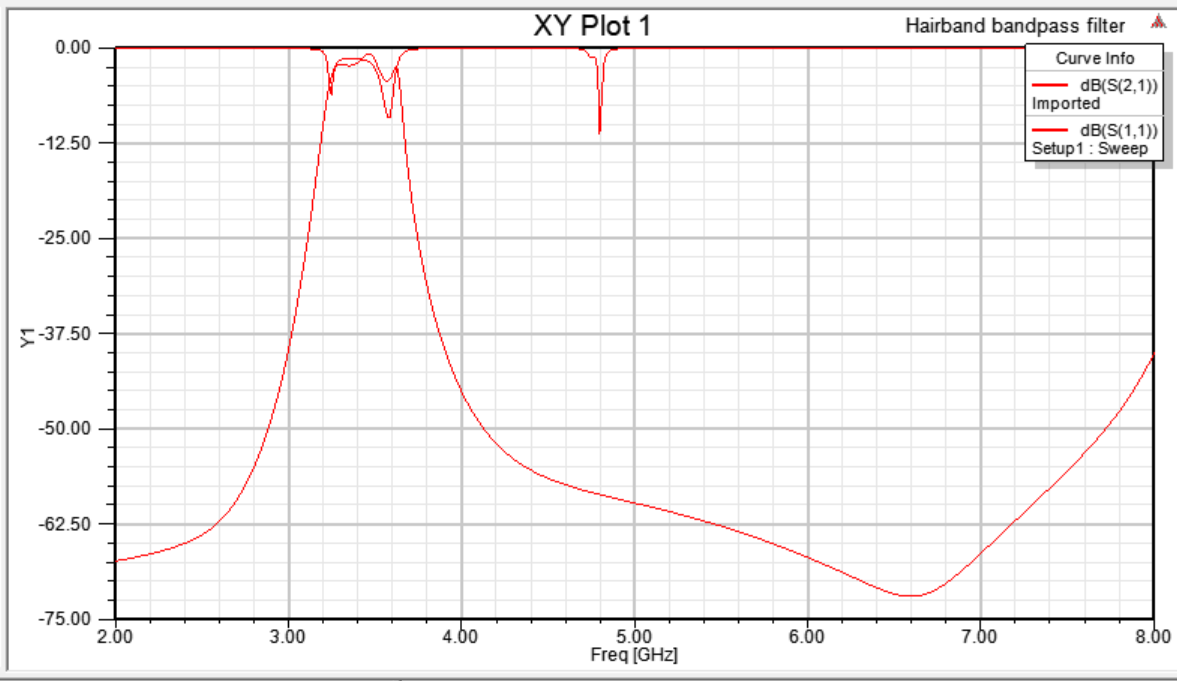 XY Plot 1
Hairband bandpass filter
Curve Info
dB(S(2,1))
Imported
dB(S(1,1))
Setup1 : Sweep
0.00
-12.50
-25.00
-37.50
-50.00
-62.50
-75.00
Y1
2.00 3.00 4.00 5.00 6.00 7.00 8.00
Freq [GHz]